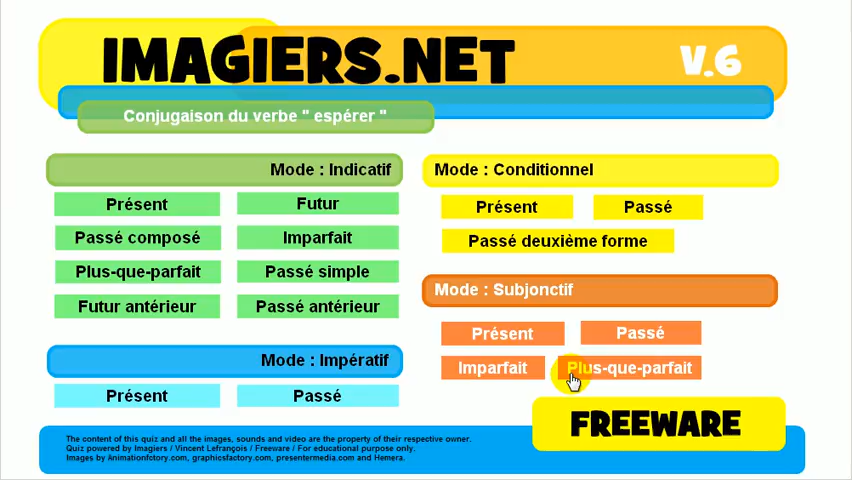 IMAGIERS.NET
V.6
Conjugaison du verbe " espérer "
Mode : Indicatif
Présent
Futur
Passé composé
Imparfait
Plus-que-parfait
Passé simple
Futur antérieur
Passé antérieur
Mode : Impératif
Présent
Passé
Mode : Conditionnel
Présent
Passé
Passé deuxième forme
Mode : Subjonctif
Présent
Passé
Imparfait
Plus-que-parfait
FREEWARE
The content of this quiz and all the images, sounds and video are the property of their respective owner.
Quiz powered by Imagiers / Vincent Lefrançois / Freeware / For educational purpose only.
Images by Animationfctory.com, graphicsfactory.com, presentermedia.com and Hemera.